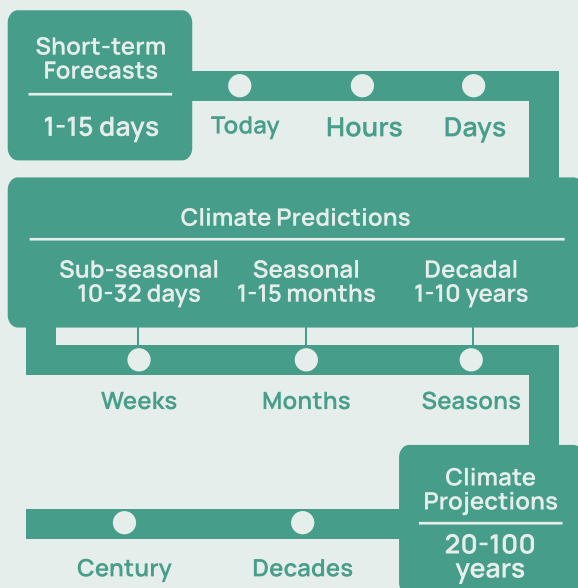 Short-term
Forecasts
1-15 days
Today
Hours
Days
Climate Predictions
Sub-seasonal
10-32 days
Seasonal
1-15 months
Decadal
1-10 years
Weeks
Months
Seasons
Climate
Projections
20-100
years
Decades
Century